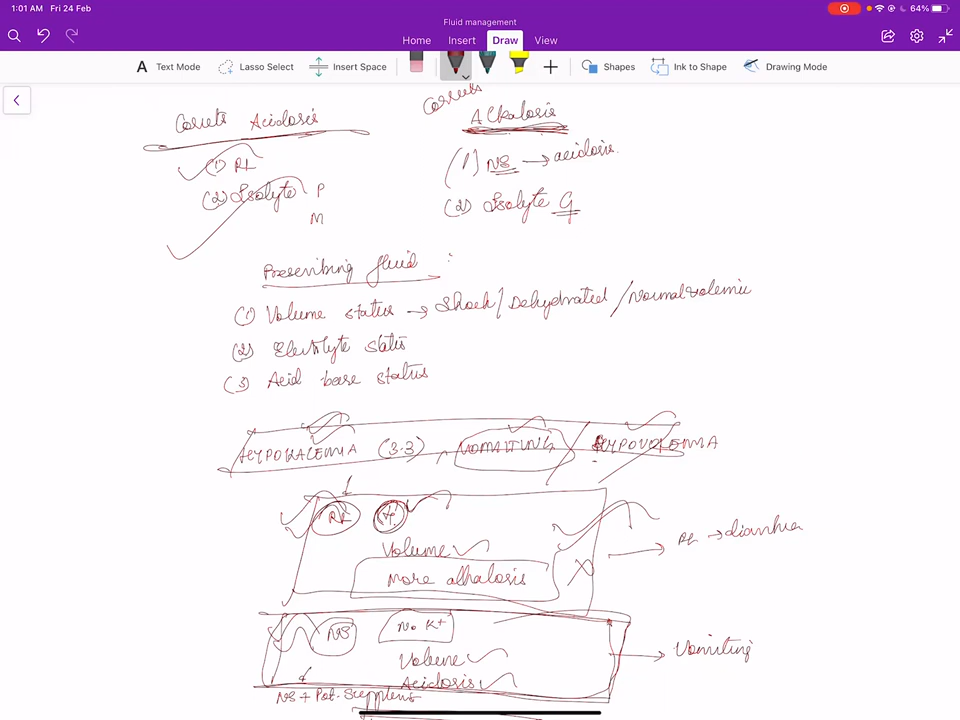 1:01 AM Fri 24 Feb
64%
Fluid management
Home Insert Draw View
Text Mode Lasso Select Insert Space Shapes Ink to Shape Drawing Mode
Corrects Acidosis
(1) RL
(2) Isolyte P
M
Corrects
Alkalosis
(1) NS → acidosis
(2) Isolyte G
Prescribing fluid :
(1) Volume status → Shock / Dehydrated / Normalvolemic
(2) Electrolyte status
(3) Acid base status
HYPOKALEMIA (3.3), VOMITING / HYPOVOLEMIA
RL
Volume
More alkalosis
X
RL → diarrhea
NS No K+
Volume
Acidosis
Vomiting
NS + Pot. Supplement